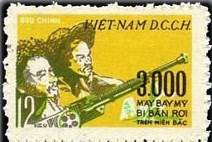 BƯU CHÍNH
VIỆT-NAM D.C.C.H.
3.000
MÁY BAY MỸ
BỊ BẮN RƠI
TRÊN MIỀN BẮC
12